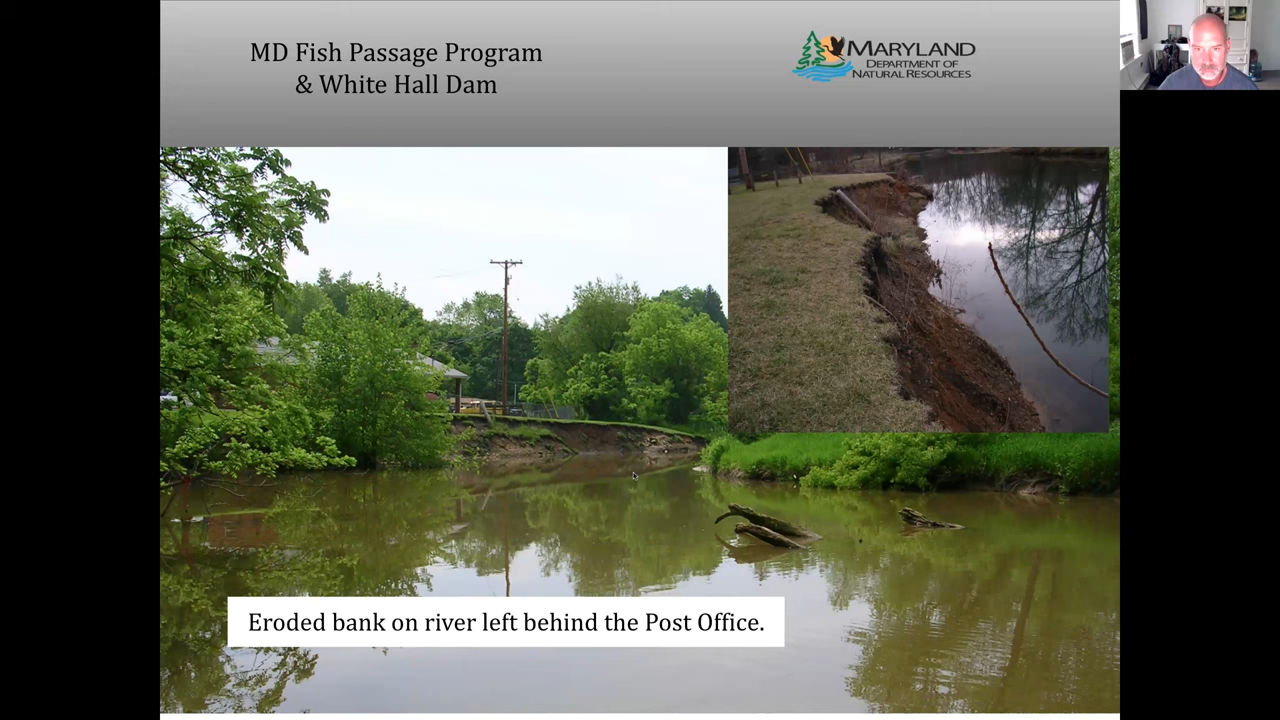 MD Fish Passage Program
& White Hall Dam
MARYLAND
DEPARTMENT OF
NATURAL RESOURCES
Eroded bank on river left behind the Post Office.